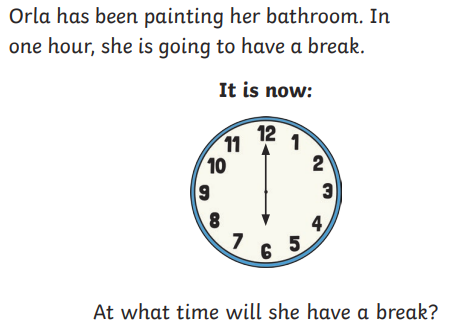 Orla has been painting her bathroom. In
one hour, she is going to have a break.
It is now:
12
11 1
10 2
9 3
8 4
7 5
6
At what time will she have a break?